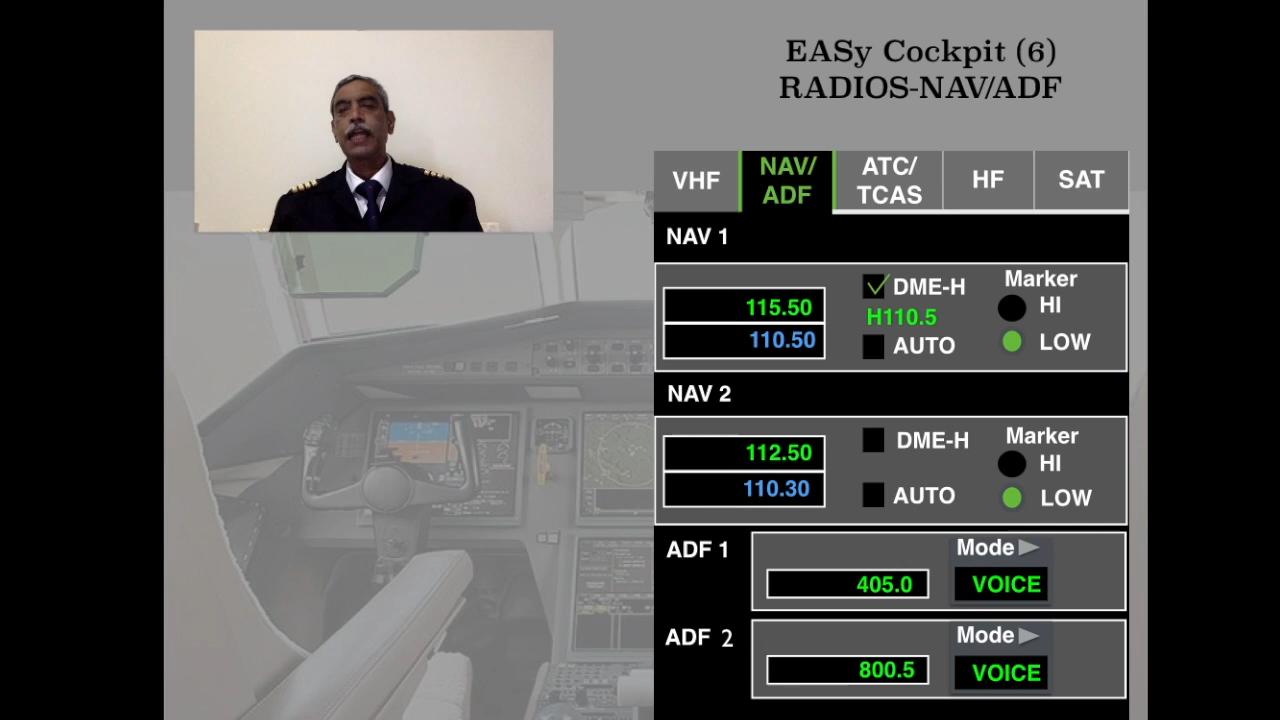 EASy Cockpit (6)
RADIOS-NAV/ADF
VHF
NAV/
ADF
ATC/
TCAS
HF
SAT
NAV 1
115.50
110.50
DME-H
H110.5
AUTO
Marker
HI
LOW
NAV 2
112.50
110.30
DME-H
AUTO
Marker
HI
LOW
ADF 1
405.0
Mode
VOICE
ADF 2
800.5
Mode
VOICE